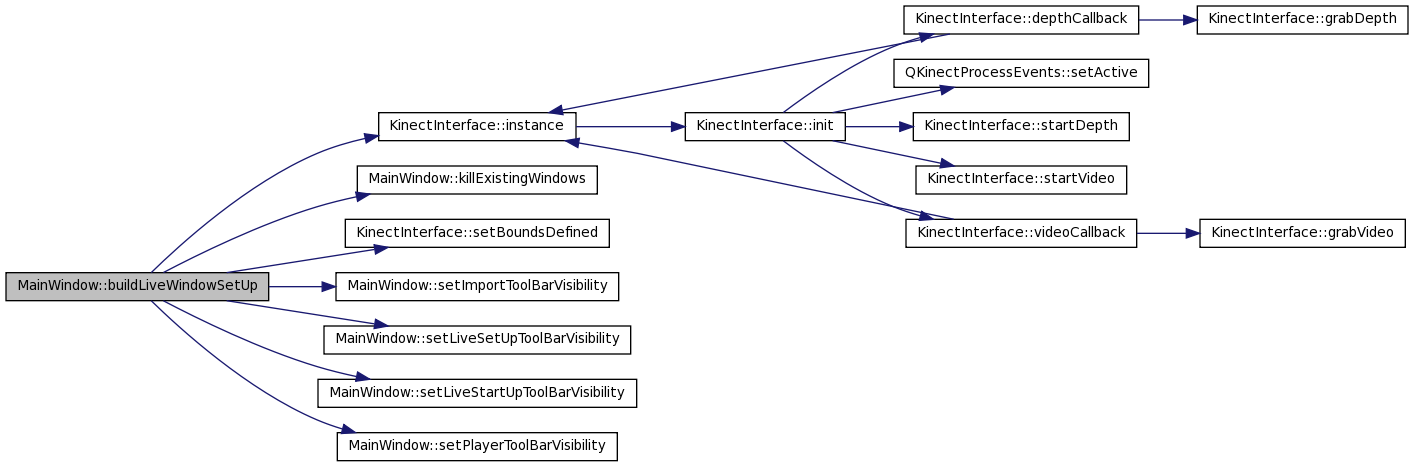 KinectInterface::depthCallback
KinectInterface::grabDepth
QKinectProcessEvents::setActive
KinectInterface::instance
KinectInterface::init
KinectInterface::startDepth
MainWindow::killExistingWindows
KinectInterface::startVideo
KinectInterface::setBoundsDefined
KinectInterface::videoCallback
KinectInterface::grabVideo
MainWindow::buildLiveWindowSetUp
MainWindow::setImportToolBarVisibility
MainWindow::setLiveSetUpToolBarVisibility
MainWindow::setLiveStartUpToolBarVisibility
MainWindow::setPlayerToolBarVisibility